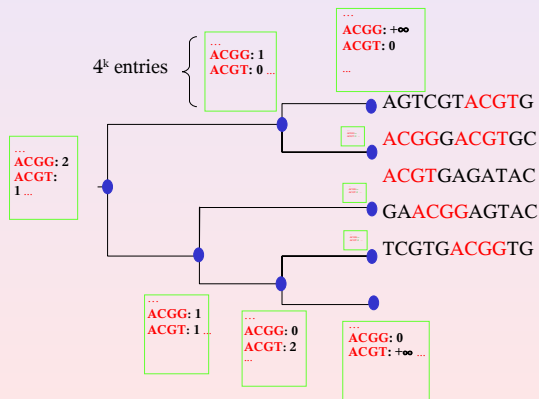 ...
ACGG: 1
ACGT: 0 ...
4ᵏ entries
...
ACGG: +∞
ACGT: 0
...
AGTCGTACGTG
ACGGGACGTGC
ACGTGAGATAC
GAACGGAGTAC
TCGTGACGGTG
...
ACGG: 2
ACGT:
1 ...
...
ACGG: 1
ACGT: 1 ...
...
ACGG: 0
ACGT: 2
...
...
ACGG: 0
ACGT: +∞ ...